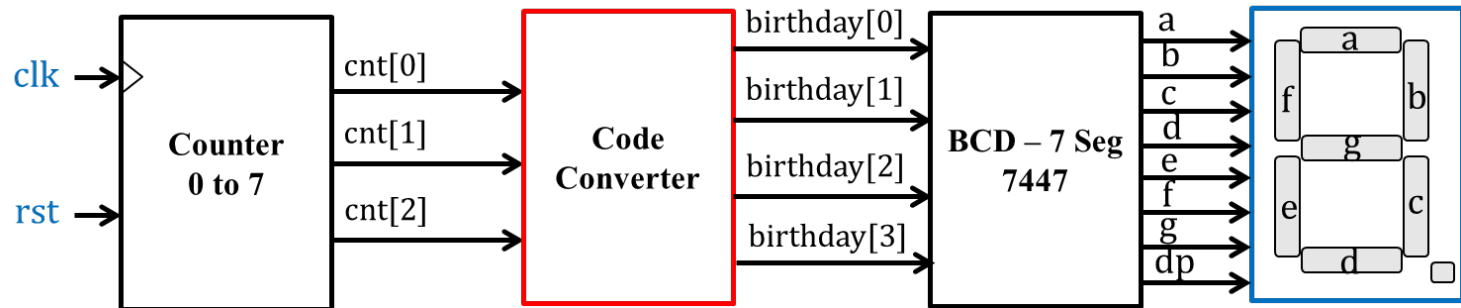 clk
rst
Counter
0 to 7
cnt[0]
cnt[1]
cnt[2]
Code
Converter
birthday[0]
birthday[1]
birthday[2]
birthday[3]
BCD – 7 Seg
7447
a
b
c
d
e
f
g
dp
a
f
b
g
e
c
d